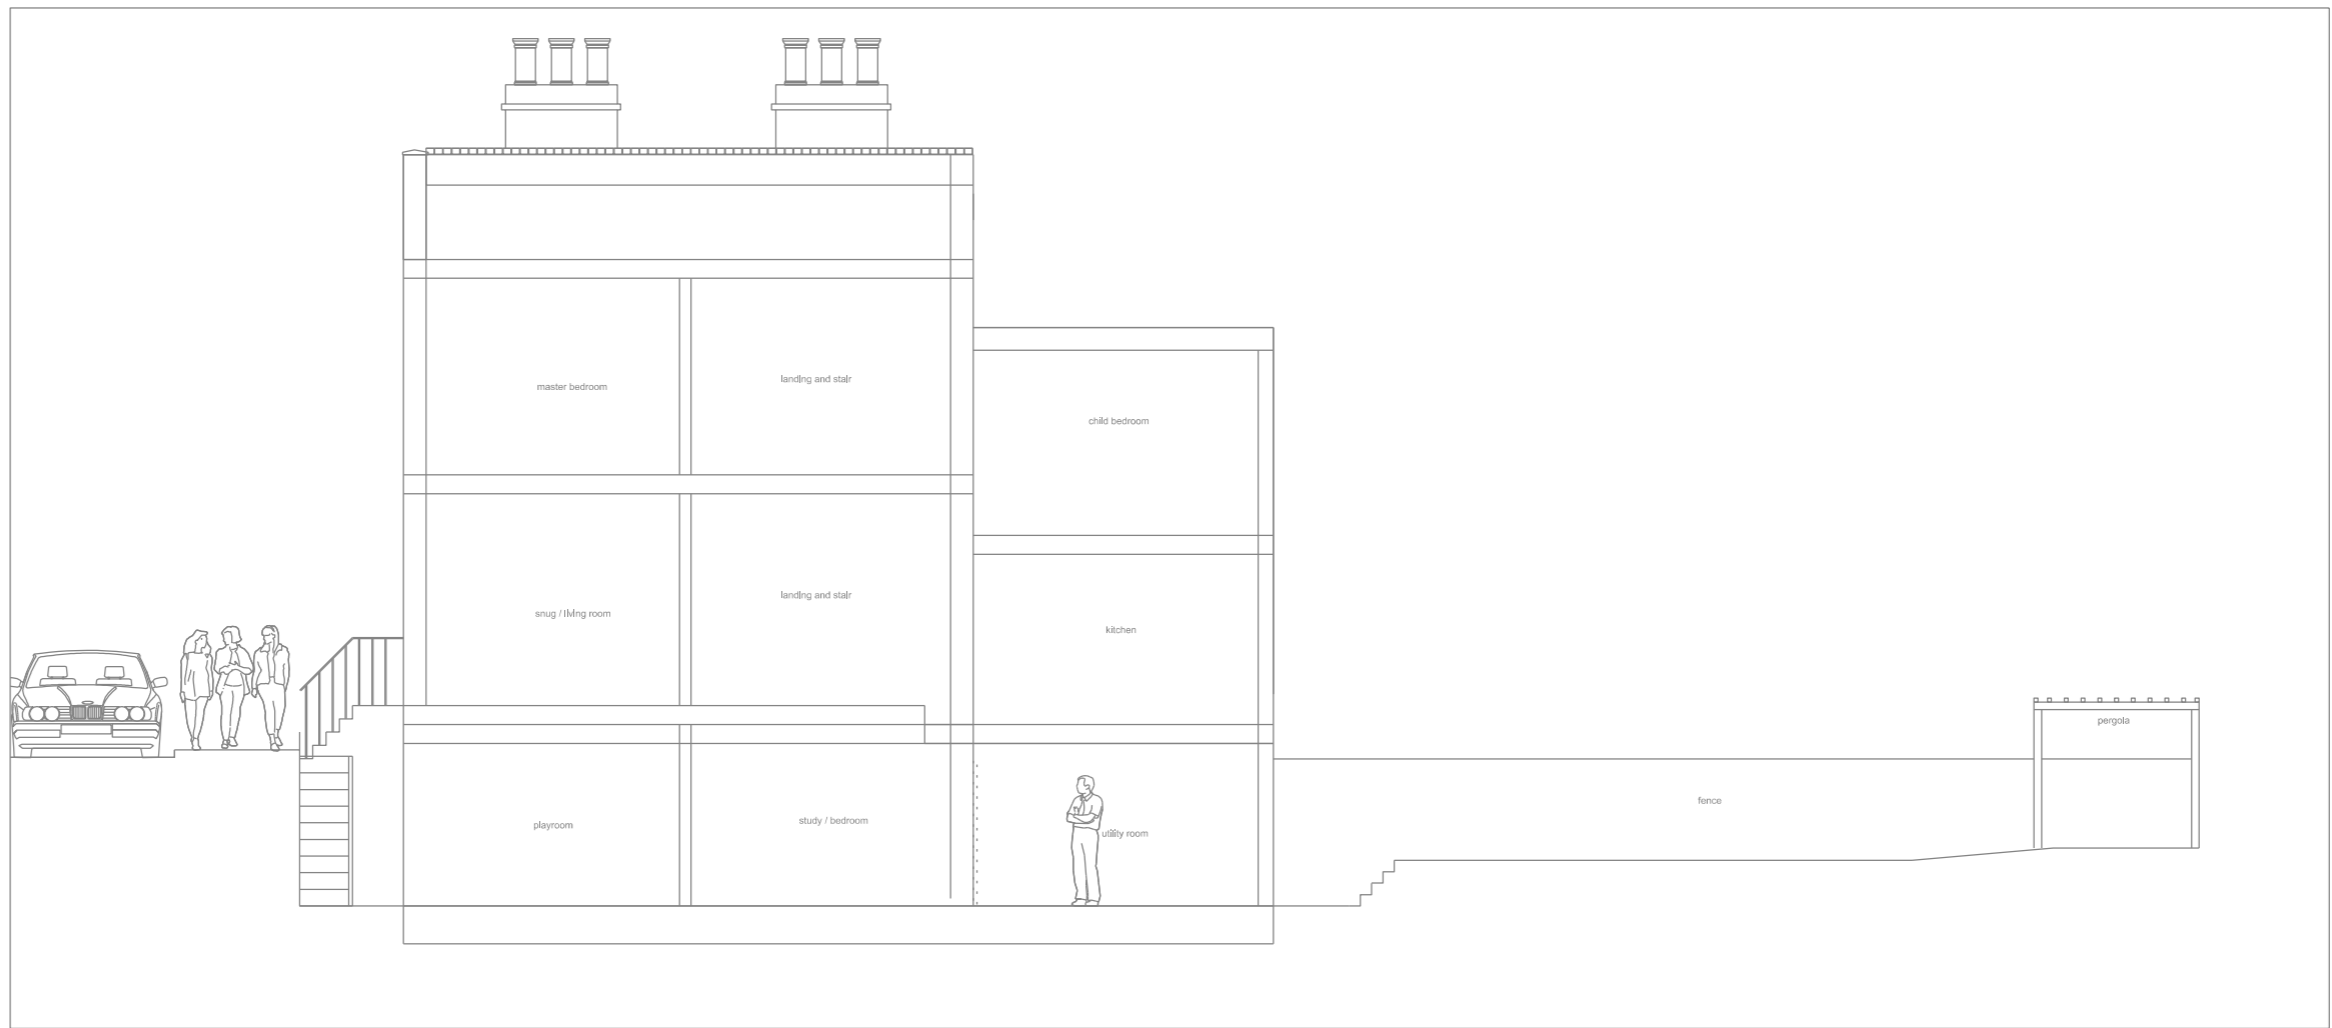 master bedroom
landing and stair
child bedroom
snug / living room
landing and stair
kitchen
playroom
study / bedroom
utility room
fence
pergola